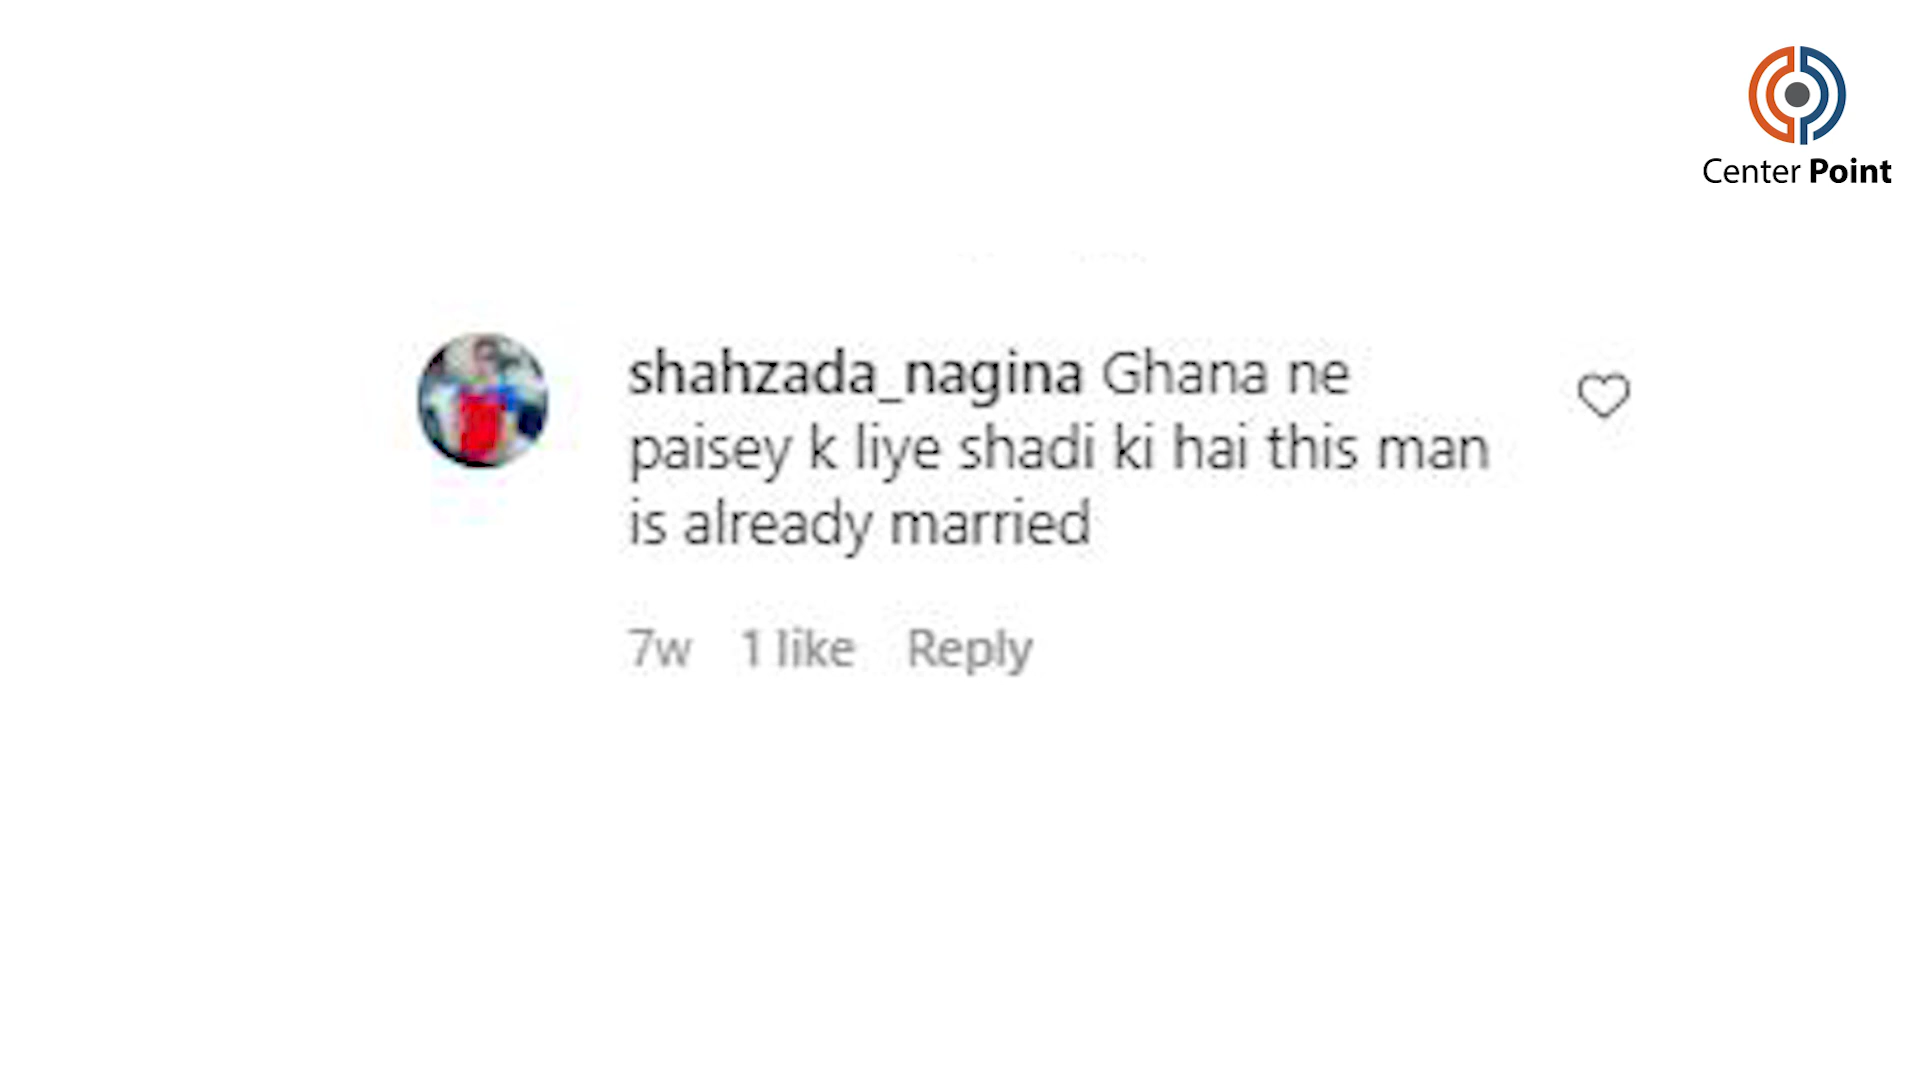 Center Point
shahzada_nagina Ghana ne
paisey k liye shadi ki hai this man
is already married
7w 1 like Reply